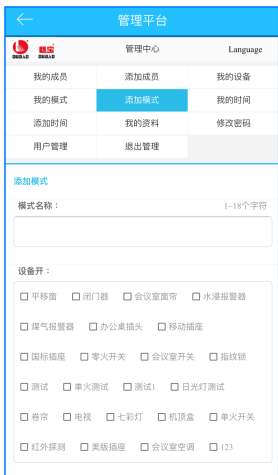 管理平台
欧宝 管理中心 Language
OUBAO OUBAO
我的成员 添加成员 我的设备
我的模式 添加模式 我的时间
添加时间 我的资料 修改密码
用户管理 退出管理
添加模式
模式名称： 1-18个字符
设备开：
平移窗 闭门器 会议室窗帘 水浸报警器
煤气报警器 办公桌插头 移动插座
国标插座 零火开关 会议室开关 指纹锁
测试 单火测试 测试1 日光灯测试
卷帘 电视 七彩灯 机顶盒 单火开关
红外探测 美版插座 会议室空调 123